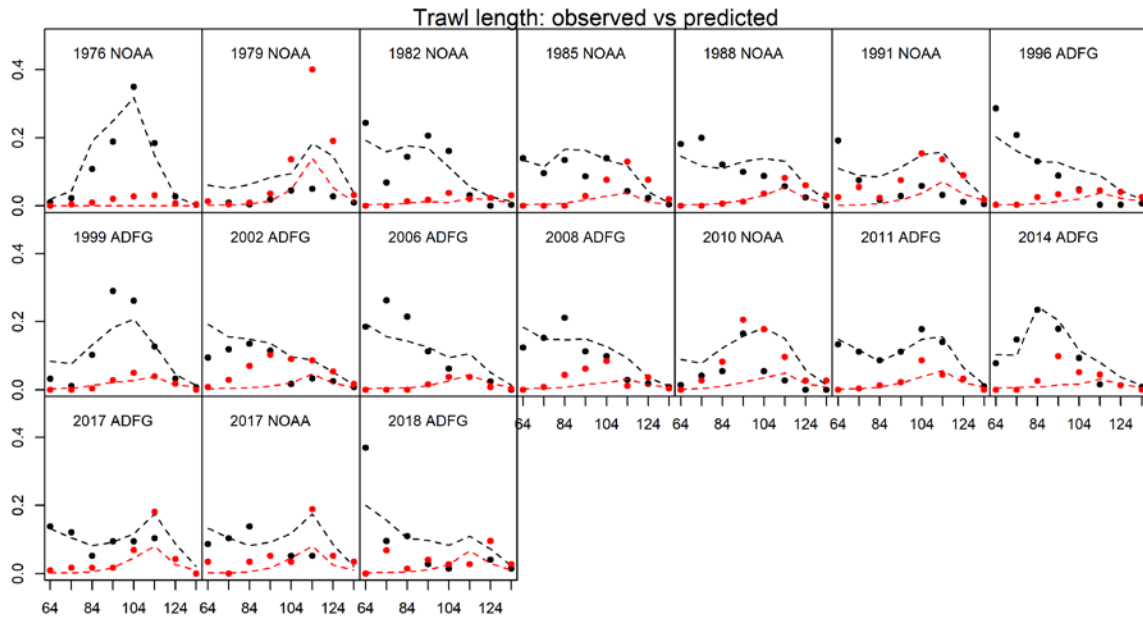 Trawl length: observed vs predicted
1976 NOAA 1979 NOAA 1982 NOAA 1985 NOAA 1988 NOAA 1991 NOAA 1996 ADFG
0.4
0.2
0.0
1999 ADFG 2002 ADFG 2006 ADFG 2008 ADFG 2010 NOAA 2011 ADFG 2014 ADFG
0.4
0.2
0.0
2017 ADFG 2017 NOAA 2018 ADFG
64 84 104 124 64 84 104 124 64 84 104 124 64 84 104 124
0.4
0.2
0.0
64 84 104 124 64 84 104 124 64 84 104 124